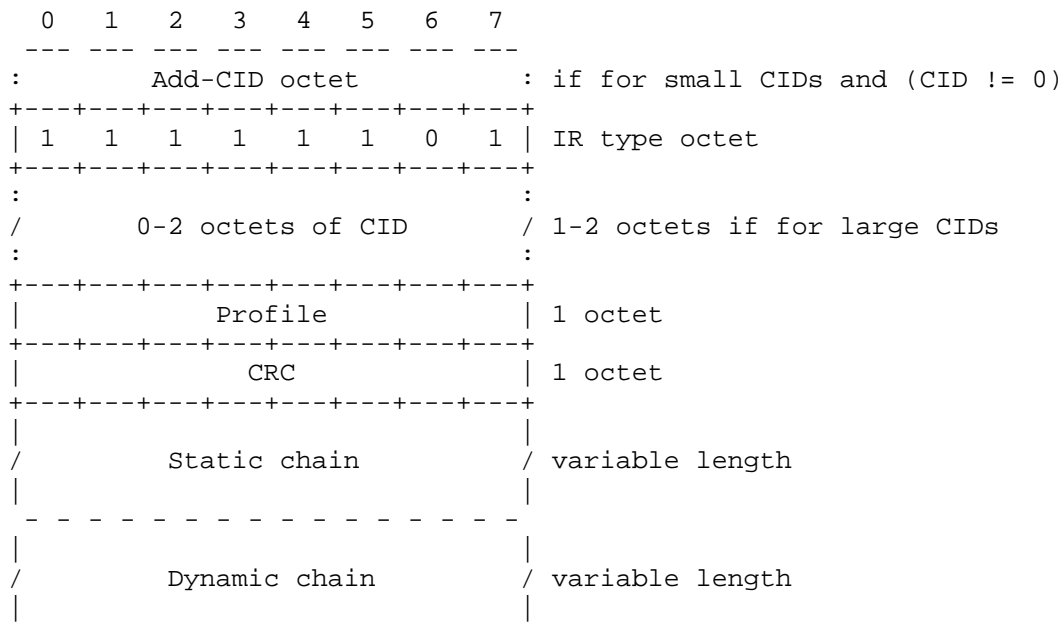 0   1   2   3   4   5   6   7
 --- --- --- --- --- --- --- ---
:         Add-CID octet         : if for small CIDs and (CID != 0)
+---+---+---+---+---+---+---+---+
| 1   1   1   1   1   1   0   1 | IR type octet
+---+---+---+---+---+---+---+---+
:                               :
/       0-2 octets of CID       / 1-2 octets if for large CIDs
:                               :
+---+---+---+---+---+---+---+---+
|            Profile            | 1 octet
+---+---+---+---+---+---+---+---+
|              CRC              | 1 octet
+---+---+---+---+---+---+---+---+
|                               |
/         Static chain          / variable length
|                               |
 - - - - - - - - - - - - - - - -
|                               |
/         Dynamic chain         / variable length
|                               |